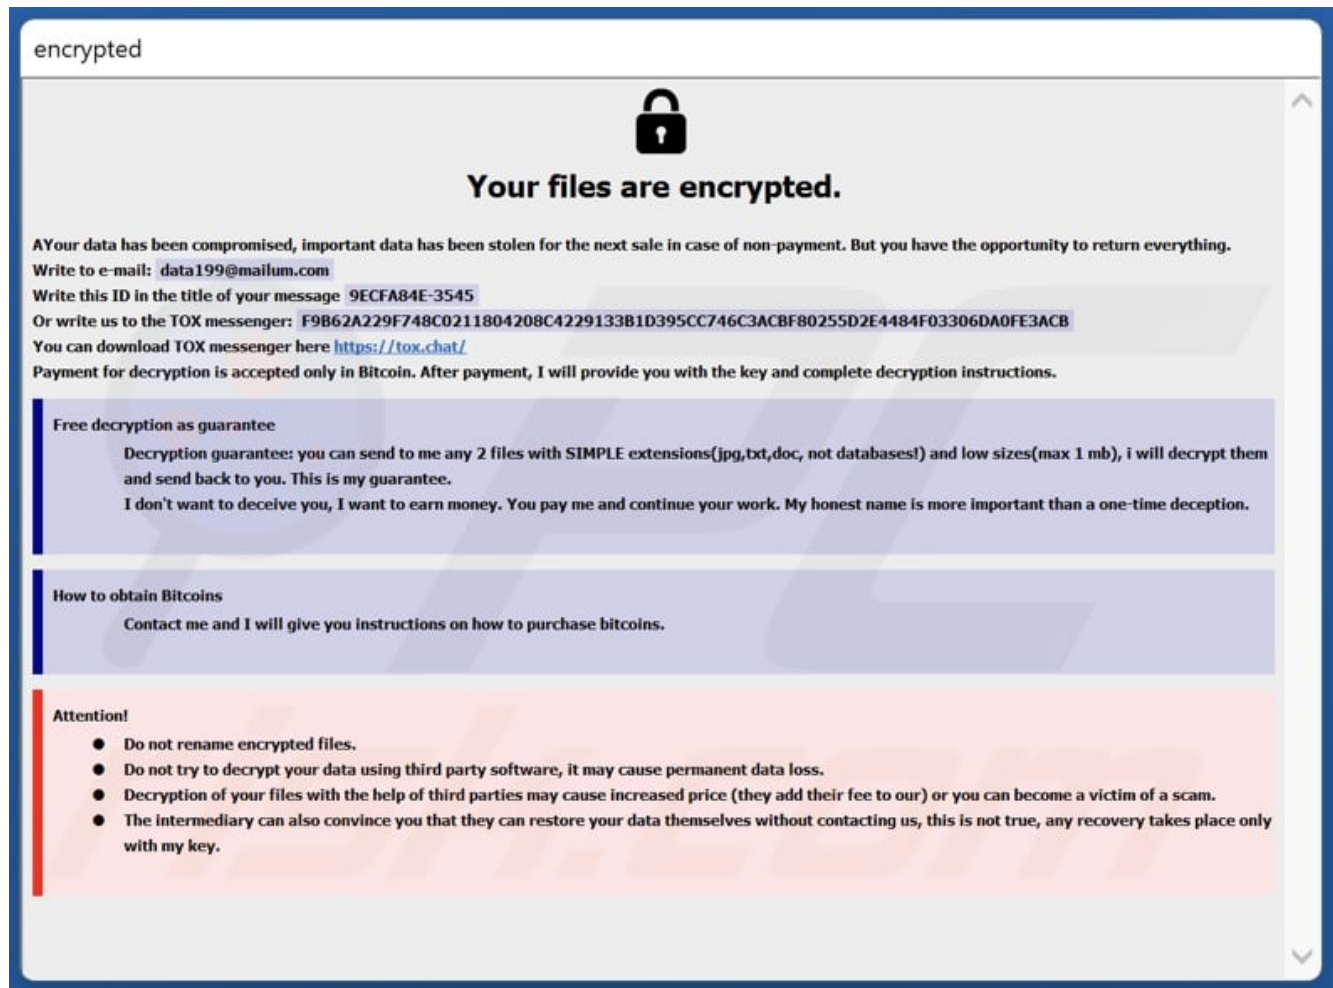 encrypted
Your files are encrypted.
AYour data has been compromised, important data has been stolen for the next sale in case of non-payment. But you have the opportunity to return everything.
Write to e-mail: data199@mailum.com
Write this ID in the title of your message 9ECFA84E-3545
Or write us to the TOX messenger: F9B62A229F748C0211804208C4229133B1D395CC746C3ACBF80255D2E4484F03306DA0FE3ACB
You can download TOX messenger here https://tox.chat/
Payment for decryption is accepted only in Bitcoin. After payment, I will provide you with the key and complete decryption instructions.
Free decryption as guarantee
Decryption guarantee: you can send to me any 2 files with SIMPLE extensions(jpg,txt,doc, not databases!) and low sizes(max 1 mb), i will decrypt them
and send back to you. This is my guarantee.
I don't want to deceive you, I want to earn money. You pay me and continue your work. My honest name is more important than a one-time deception.
How to obtain Bitcoins
Contact me and I will give you instructions on how to purchase bitcoins.
Attention!
● Do not rename encrypted files.
● Do not try to decrypt your data using third party software, it may cause permanent data loss.
● Decryption of your files with the help of third parties may cause increased price (they add their fee to our) or you can become a victim of a scam.
● The intermediary can also convince you that they can restore your data themselves without contacting us, this is not true, any recovery takes place only
with my key.
PC
risk.com